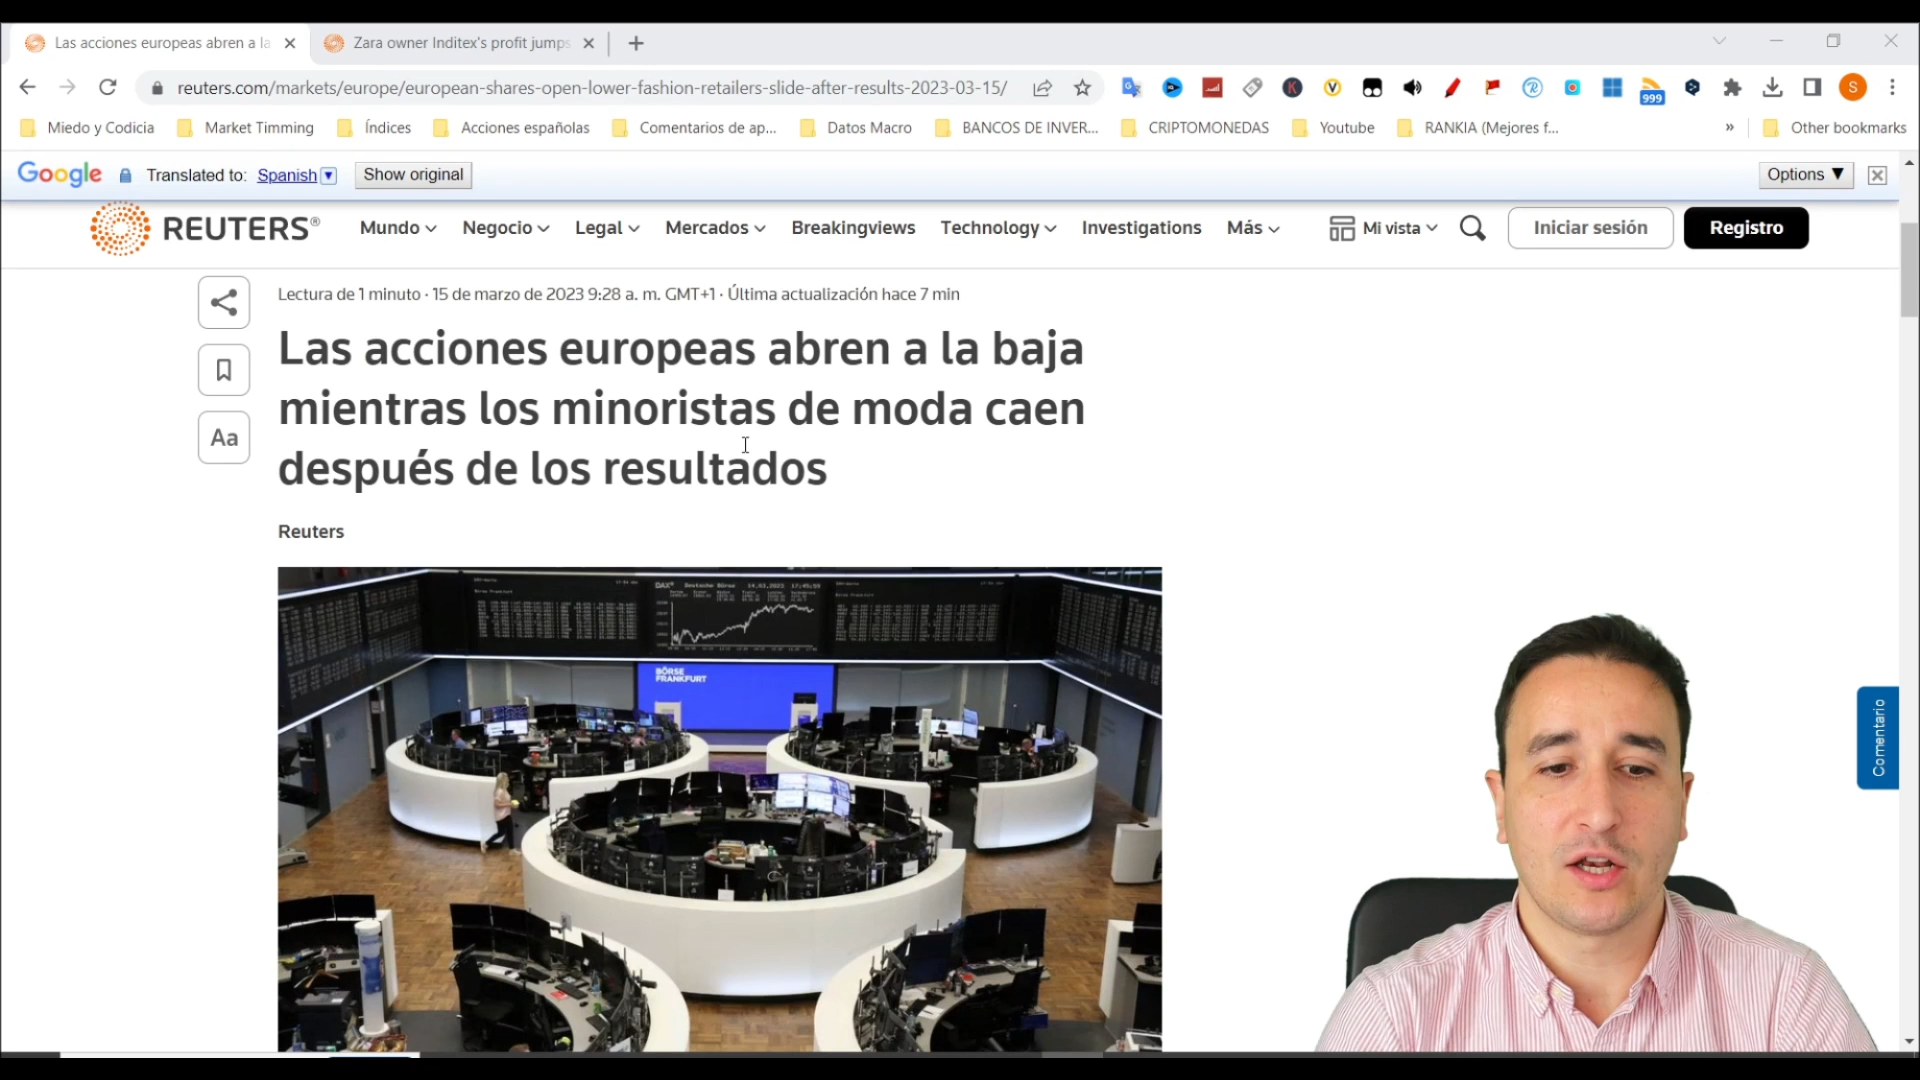 Las acciones europeas abren a la
Zara owner Inditex's profit jumps
reuters.com/markets/europe/european-shares-open-lower-fashion-retailers-slide-after-results-2023-03-15/
999
S
Miedo y Codicia
Market Timming
Índices
Acciones españolas
Comentarios de ap...
Datos Macro
BANCOS DE INVER...
CRIPTOMONEDAS
Youtube
RANKIA (Mejores f...
»
Other bookmarks
Google
Translated to: Spanish
Show original
Options ▼
REUTERS®
Mundo
Negocio
Legal
Mercados
Breakingviews
Technology
Investigations
Más
Mi vista
Iniciar sesión
Registro
Lectura de 1 minuto · 15 de marzo de 2023 9:28 a. m. GMT+1 · Última actualización hace 7 min
Las acciones europeas abren a la baja
mientras los minoristas de moda caen
después de los resultados
Aa
Reuters
DAX
BÖRSE
FRANKFURT
Comentario